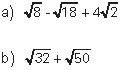 a) √8 - √18 + 4√2
b) √32 + √50